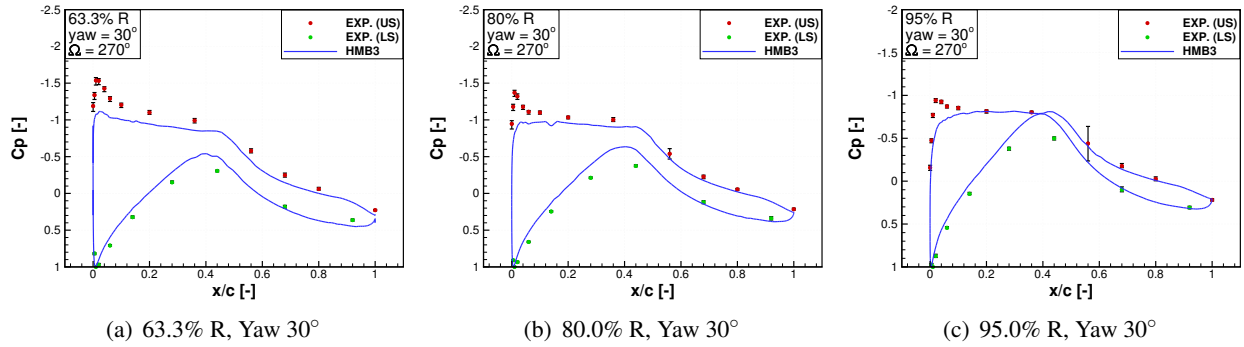 63.3% R
yaw = 30°
Ω = 270°
EXP. (US)
EXP. (LS)
HMB3
-2.5
-2
-1.5
-1
-0.5
0
0.5
1
Cp [-]
0
0.2
0.4
0.6
0.8
1
x/c [-]
(a) 63.3% R, Yaw 30°
80% R
yaw = 30°
Ω = 270°
EXP. (US)
EXP. (LS)
HMB3
-2.5
-2
-1.5
-1
-0.5
0
0.5
1
Cp [-]
0
0.2
0.4
0.6
0.8
1
x/c [-]
(b) 80.0% R, Yaw 30°
95% R
yaw = 30°
Ω = 270°
EXP. (US)
EXP. (LS)
HMB3
-2
-1.5
-1
-0.5
0
0.5
1
Cp [-]
0
0.2
0.4
0.6
0.8
1
x/c [-]
(c) 95.0% R, Yaw 30°